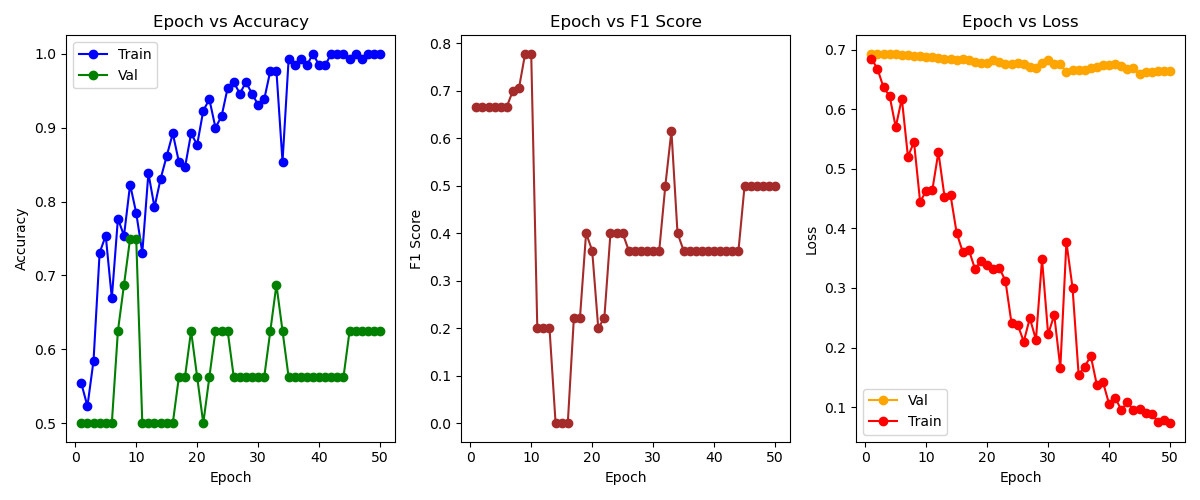 Epoch vs Accuracy
Train
Val
1.0
0.9
0.8
0.7
0.6
0.5
Accuracy
0 10 20 30 40 50
Epoch
Epoch vs F1 Score
0.8
0.7
0.6
0.5
0.4
0.3
0.2
0.1
0.0
F1 Score
0 10 20 30 40 50
Epoch
Epoch vs Loss
0.7
0.6
0.5
0.4
0.3
0.2
0.1
Loss
Val
Train
0 10 20 30 40 50
Epoch